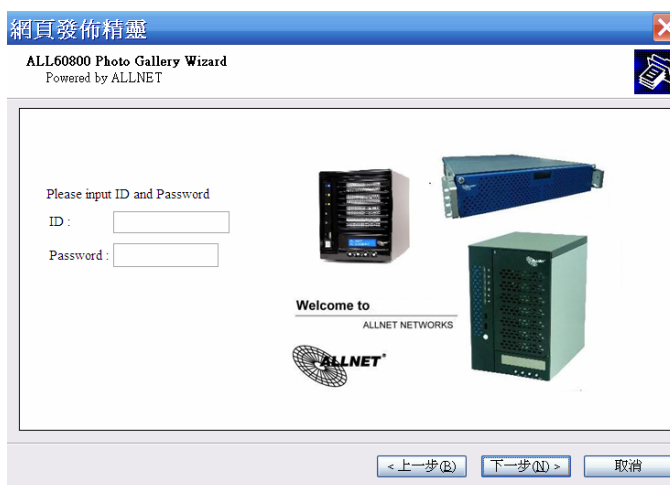 網頁發佈精靈
ALL60800 Photo Gallery Wizard
Powered by ALLNET
Please input ID and Password
ID :
Password :
Welcome to
ALLNET NETWORKS
ALLNET
<上一步(B)
下一步(N) >
取消